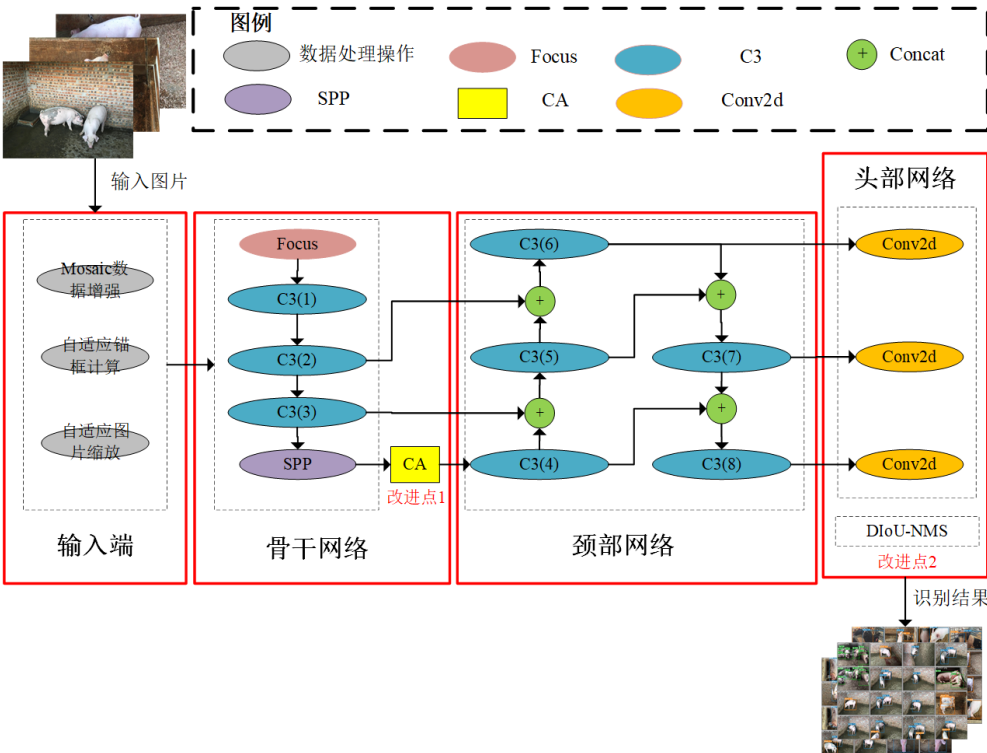 图例
数据处理操作
Focus
C3
Concat
SPP
CA
Conv2d
输入图片
头部网络
Mosaic数
据增强
自适应锚
框计算
自适应图
片缩放
输入端
Focus
C3(1)
C3(2)
C3(3)
SPP
CA
改进点1
骨干网络
C3(6)
+
C3(5)
+
C3(4)
+
C3(7)
+
C3(8)
颈部网络
Conv2d
Conv2d
Conv2d
DIoU-NMS
改进点2
识别结果